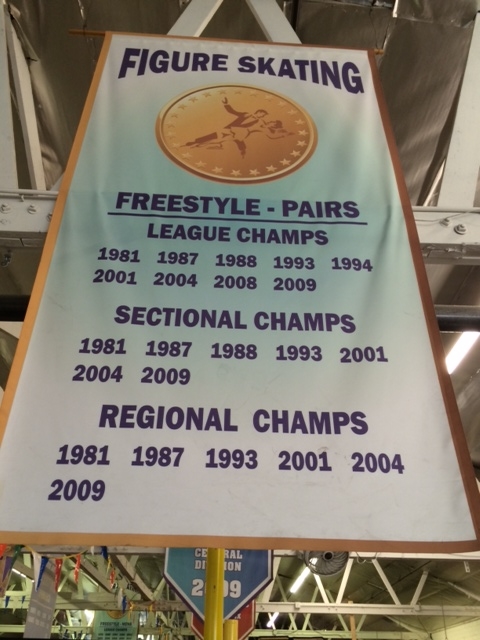 FIGURE SKATING
FREESTYLE - PAIRS
LEAGUE CHAMPS
1981 1987 1988 1993 1994
2001 2004 2008 2009
SECTIONAL CHAMPS
1981 1987 1988 1993 2001
2004 2009
REGIONAL CHAMPS
1981 1987 1993 2001 2004
2009
CENTRAL
DIVISION